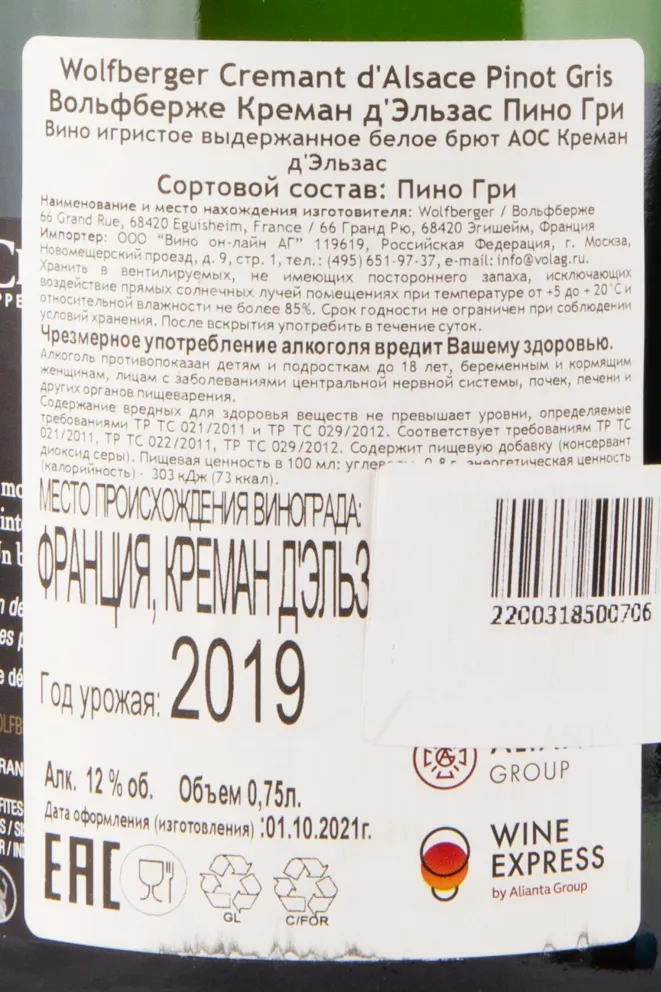 Wolfberger Cremant d'Alsace Pinot Gris
Вольфберже Креман д'Эльзас Пино Гри
Вино игристое выдержанное белое брют АОС Креман
д'Эльзас
Сортовой состав: Пино Гри
Наименование и место нахождения изготовителя: Wolfberger / Вольфберже
66 Grand Rue, 68420 Eguisheim, France / 66 Гранд Рю, 68420 Эгишейм, Франция
Импортер: ООО "Вино он-лайн АГ" 119619, Российская Федерация, г. Москва,
Новомещерский проезд, д. 9, стр. 1, тел.: (495) 651-97-37, e-mail: info@volag.ru.
Хранить в вентилируемых, не имеющих постороннего запаха, исключающих
воздействие прямых солнечных лучей помещениях при температуре от +5 до + 20°С и
относительной влажности не более 85%. Срок годности не ограничен при соблюдении
условий хранения. После вскрытия употребить в течение суток.
Чрезмерное употребление алкоголя вредит Вашему здоровью.
Алкоголь противопоказан детям и подросткам до 18 лет, беременным и кормящим
женщинам, лицам с заболеваниями центральной нервной системы, почек, печени и
других органов пищеварения.
Содержание вредных для здоровья веществ не превышает уровни, определяемые
требованиями ТР ТС 021/2011 и ТР ТС 029/2012. Соответствует требованиям ТР ТС
021/2011, ТР ТС 022/2011, ТР ТС 029/2012. Содержит пищевую добавку (консервант
диоксид серы). Пищевая ценность в 100 мл: 0,8 г, энергетическая ценность
(калорийность) - 303 кДж (73 ккал).
МЕСТО ПРОИСХОЖДЕНИЯ ВИНОГРАДА:
ФРАНЦИЯ, КРЕМАН Д'ЭЛЬЗ
2200318500706
Год урожая: 2019
GROUP
Алк. 12 % об. Объем 0,75л.
Дата оформления (изготовления) :01.10.2021г.
WINE
EXPRESS
by Alianta Group
EAC
GL
C/FOR